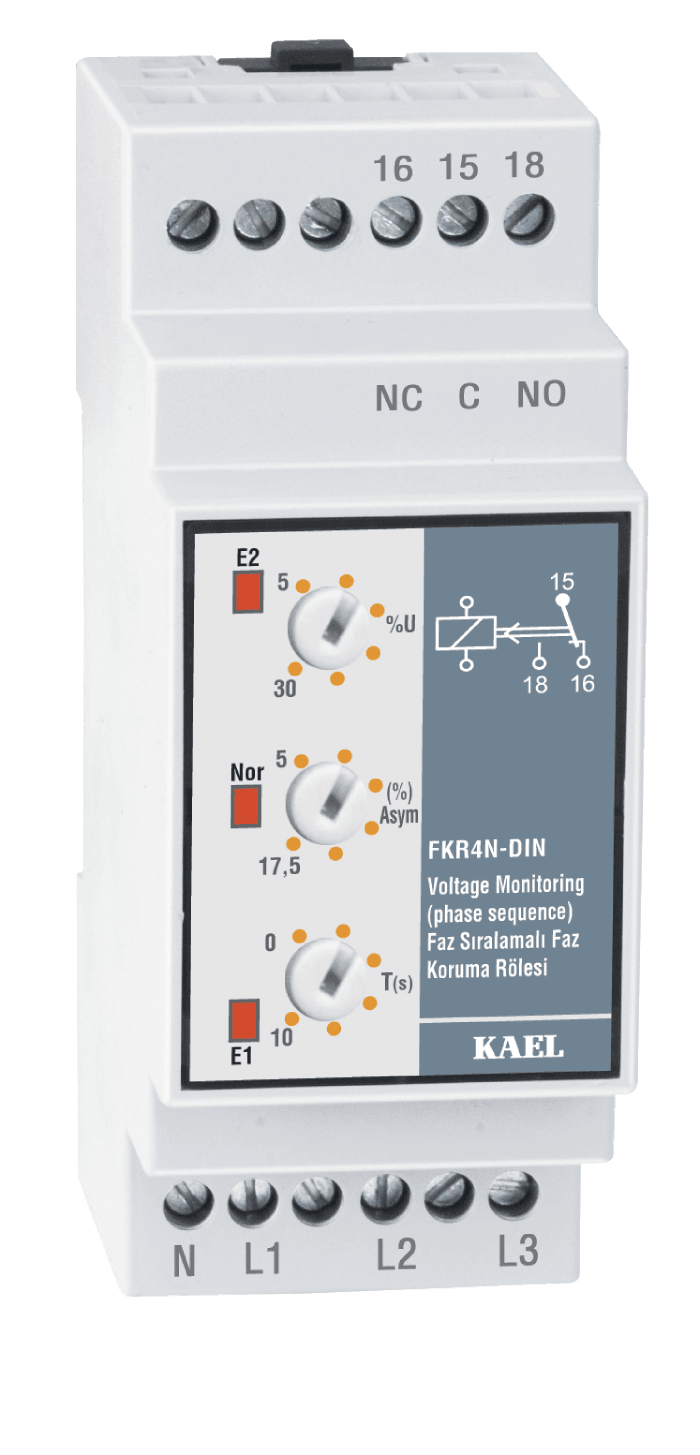 16 15 18
NC C NO
E2
5
%U
30
15
18 16
Nor
5
(%)
Asym
17,5
FKR4N-DIN
Voltage Monitoring
(phase sequence)
Faz Sıralamalı Faz
Koruma Rölesi
0
T(s)
10
E1
KAEL
N L1 L2 L3